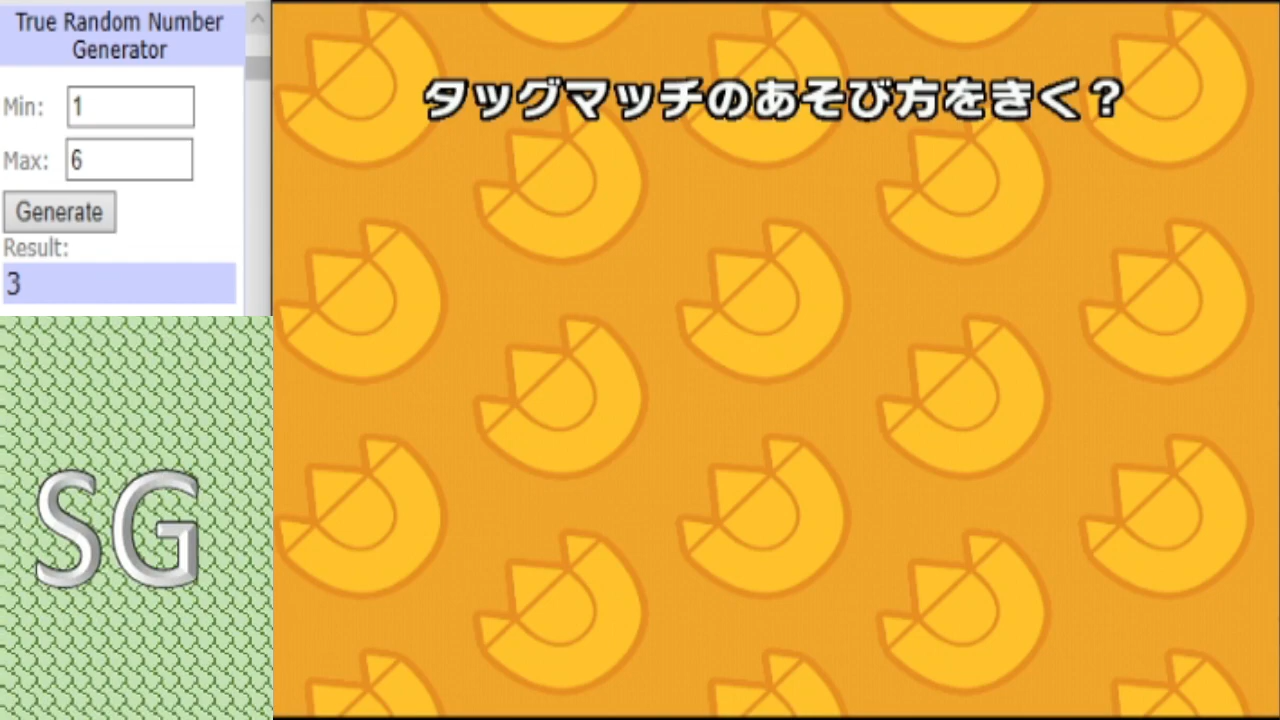 True Random Number
Generator
Min: 1
Max: 6
Generate
Result:
3
SG
タッグマッチのあそび方をきく？